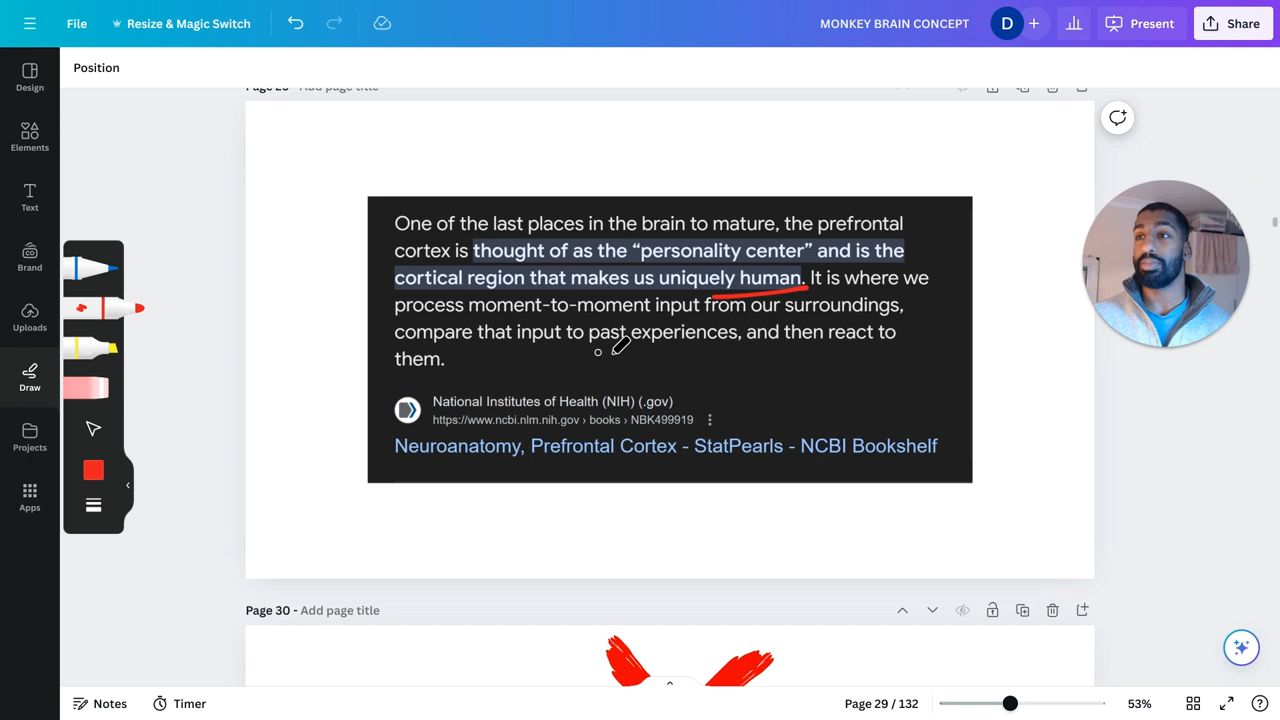 File
Resize & Magic Switch
MONKEY BRAIN CONCEPT
D
Present
Share
Position
Design
Elements
Text
Brand
Uploads
Draw
Projects
Apps
One of the last places in the brain to mature, the prefrontal
cortex is thought of as the “personality center” and is the
cortical region that makes us uniquely human. It is where we
process moment-to-moment input from our surroundings,
compare that input to past experiences, and then react to
them.
National Institutes of Health (NIH) (.gov)
https://www.ncbi.nlm.nih.gov › books › NBK499919
Neuroanatomy, Prefrontal Cortex - StatPearls - NCBI Bookshelf
Page 30 - Add page title
Notes
Timer
Page 29 / 132
53%